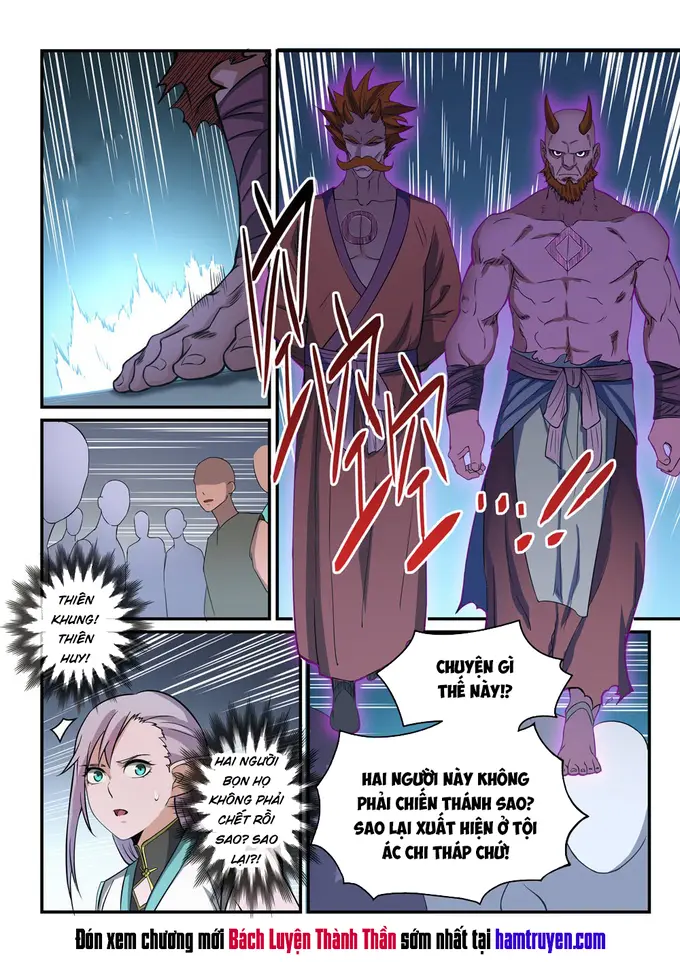 THIÊN
KHUNG!
THIÊN
HUY!
CHUYỆN GÌ
THẾ NÀY!?
HAI NGƯỜI
BỌN HỌ
KHÔNG PHẢI
CHẾT RỒI
SAO? SAO
LẠI?!
HAI NGƯỜI NÀY KHÔNG
PHẢI CHIẾN THÁNH SAO?
SAO LẠI XUẤT HIỆN Ở TỘI
ÁC CHI THÁP CHỨ!
Đón xem chương mới Bách Luyện Thành Thần sớm nhất tại hamtruyen.com